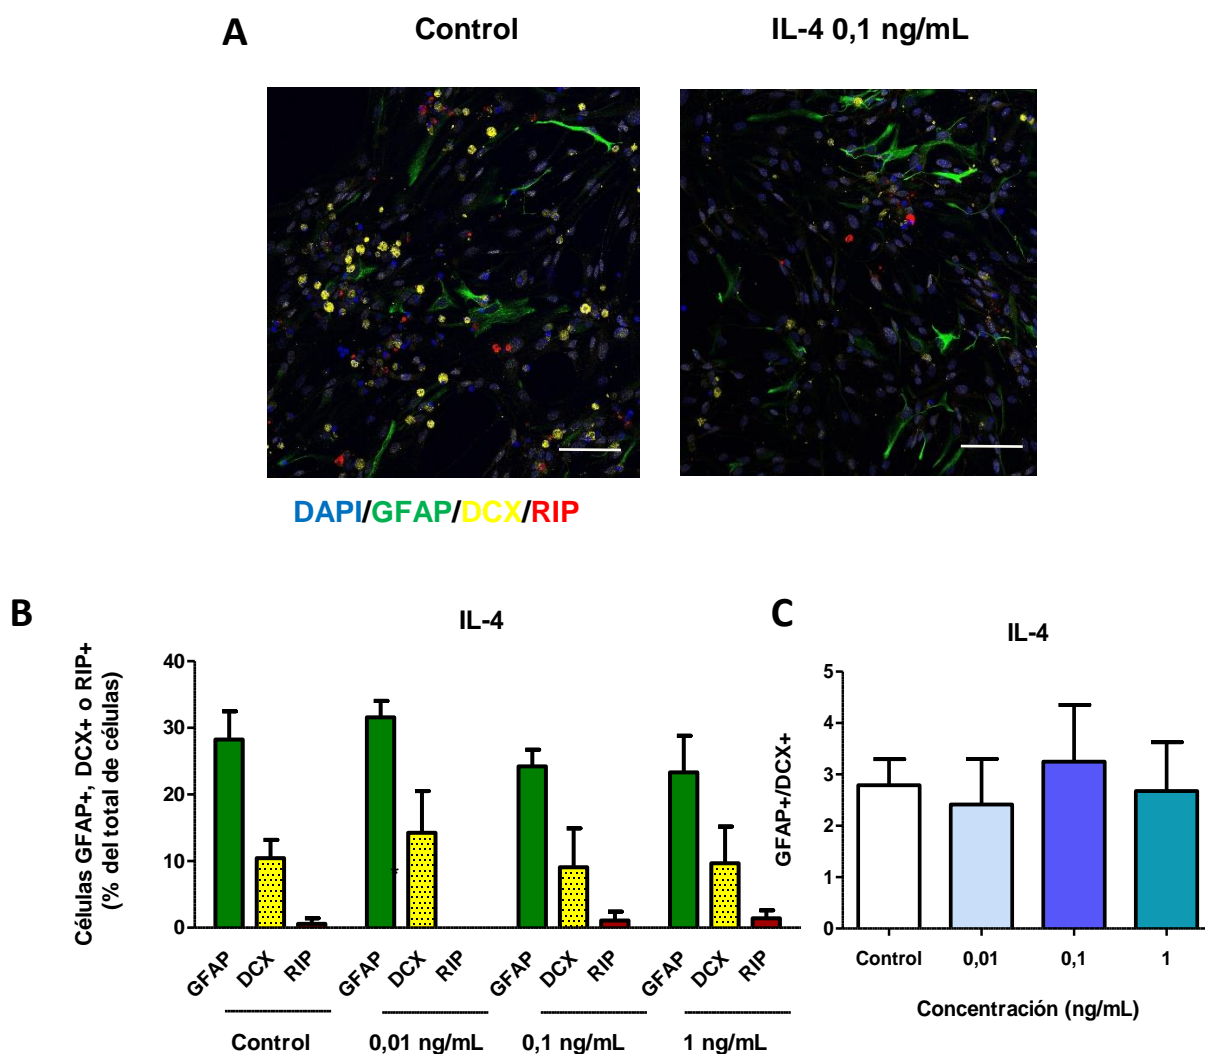 A
Control
IL-4 0,1 ng/mL
DAPI/GFAP/DCX/RIP
B
IL-4
Células GFAP+, DCX+ o RIP+
(% del total de células)
40
30
20
10
0
*
GFAP
DCX
RIP
GFAP
DCX
RIP
GFAP
DCX
RIP
GFAP
DCX
RIP
Control
0,01 ng/mL
0,1 ng/mL
1 ng/mL
C
IL-4
GFAP+/DCX+
5
4
3
2
1
0
Control
0,01
0,1
1
Concentración (ng/mL)